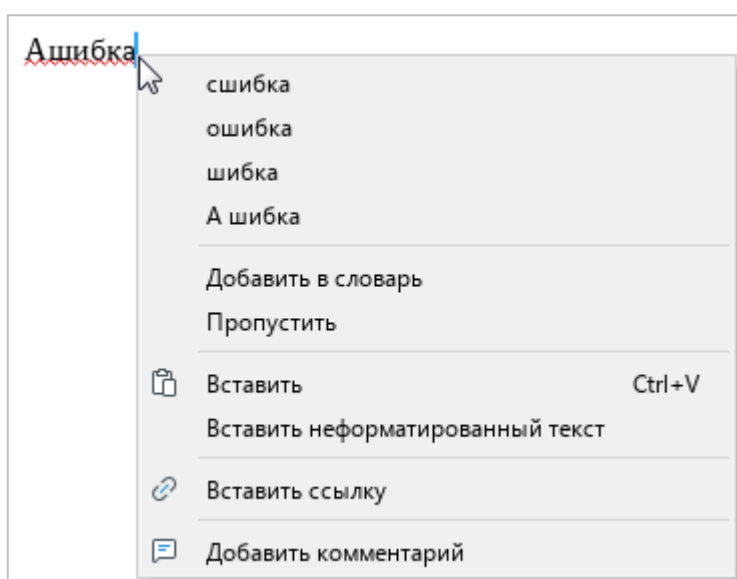 Ашибка
сшибка
ошибка
шибка
А шибка
Добавить в словарь
Пропустить
Вставить Ctrl+V
Вставить неформатированный текст
Вставить ссылку
Добавить комментарий